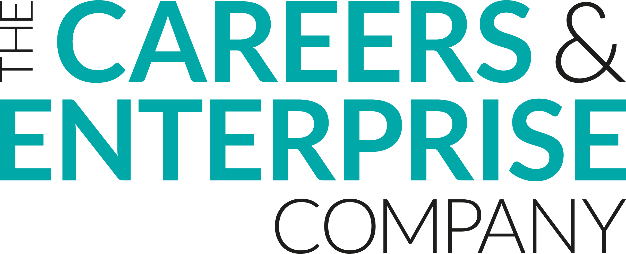 THE CAREERS &
ENTERPRISE
COMPANY